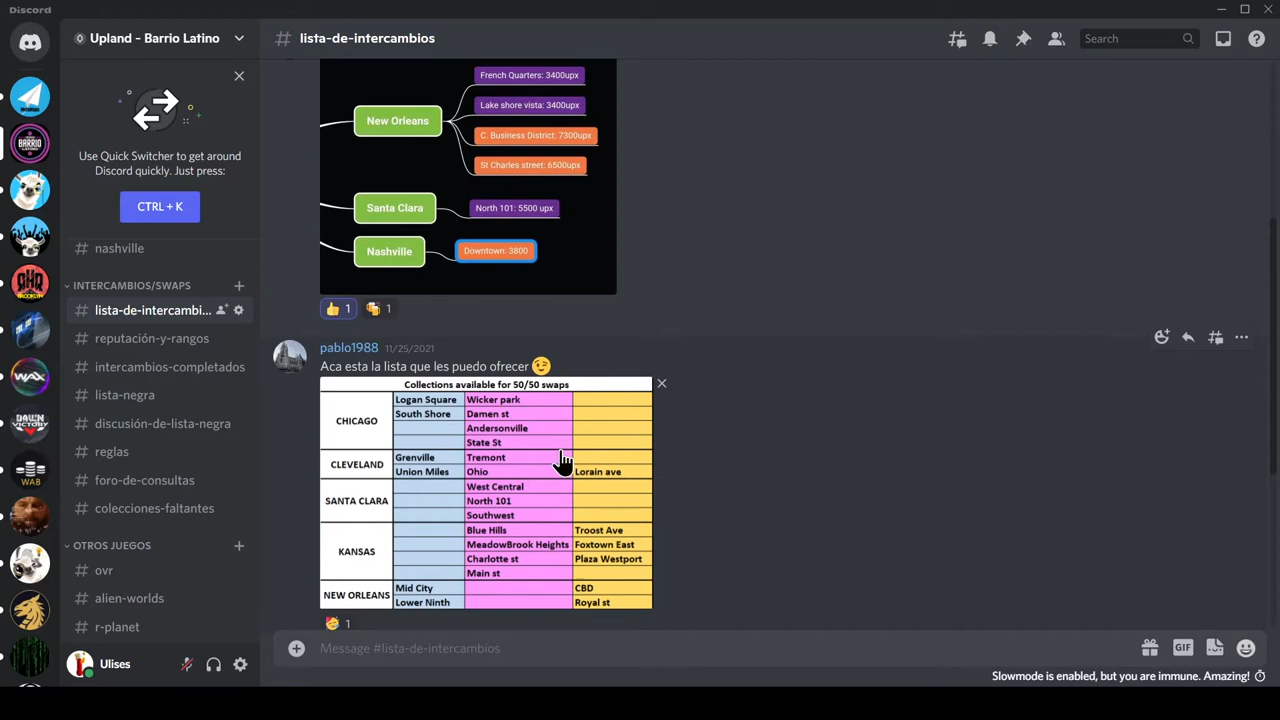 Discord
Upland - Barrio Latino
# lista-de-intercambios
Search
Use Quick Switcher to get around
Discord quickly. Just press:
CTRL + K
# nashville
INTERCAMBIOS/SWAPS
# lista-de-intercambi...
# reputación-y-rangos
# intercambios-completados
# lista-negra
# discusión-de-lista-negra
# reglas
# foro-de-consultas
# colecciones-faltantes
OTROS JUEGOS
# ovr
# alien-worlds
# r-planet
Ulises
BARRIO
LATINO
BROOKLYN
WAX
DAWN
VICTORY
WAB
New Orleans
French Quarters: 3400upx
Lake shore vista: 3400upx
C. Business District: 7300upx
St Charles street: 6500upx
Santa Clara
North 101: 5500 upx
Nashville
Downtown: 3800
1
1
pablo1988 11/25/2021
Aca esta la lista que les puedo ofrecer
Collections available for 50/50 swaps
CHICAGO
Logan Square Wicker park
South Shore Damen st
Andersonville
State St
CLEVELAND
Grenville Tremont
Union Miles Ohio Lorain ave
SANTA CLARA
West Central
North 101
Southwest
KANSAS
Blue Hills Troost Ave
MeadowBrook Heights Foxtown East
Charlotte st Plaza Westport
Main st
NEW ORLEANS
Mid City CBD
Lower Ninth Royal st
1
Message #lista-de-intercambios
GIF
Slowmode is enabled, but you are immune. Amazing!